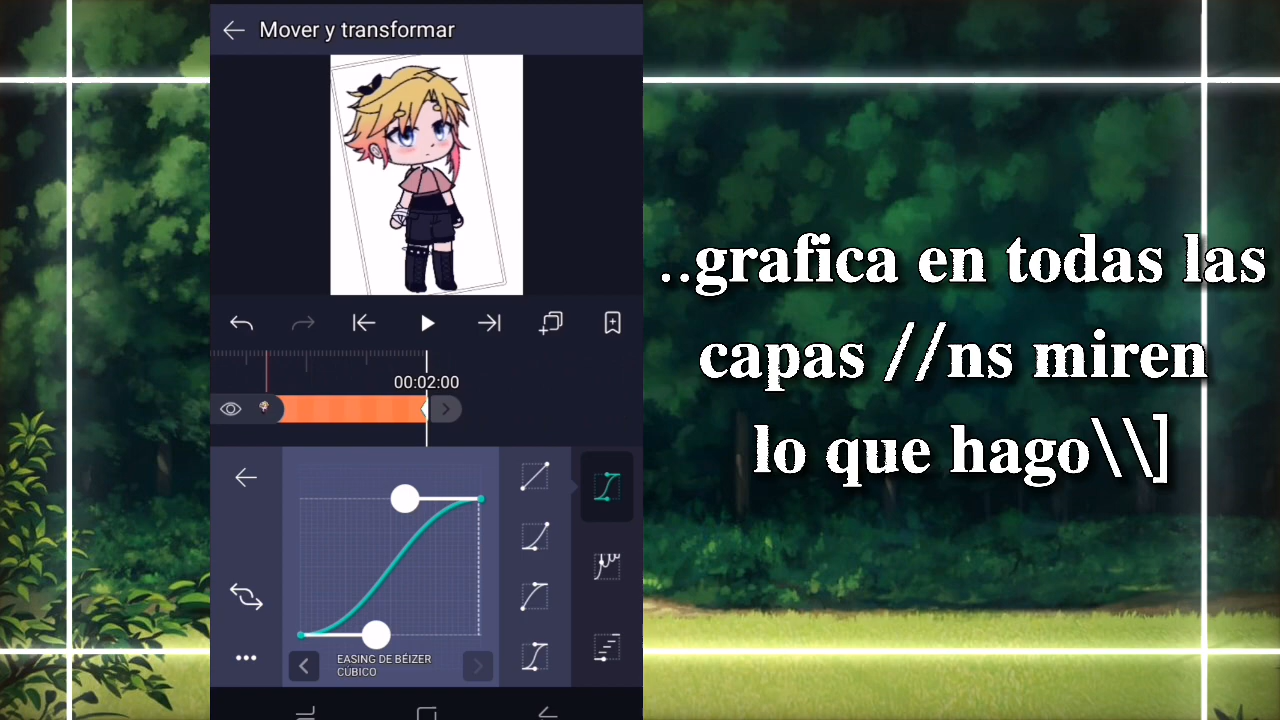 Mover y transformar
00:02:00
EASING DE BÉIZER
CÚBICO
..grafica en todas las
capas //ns miren
lo que hago\\]